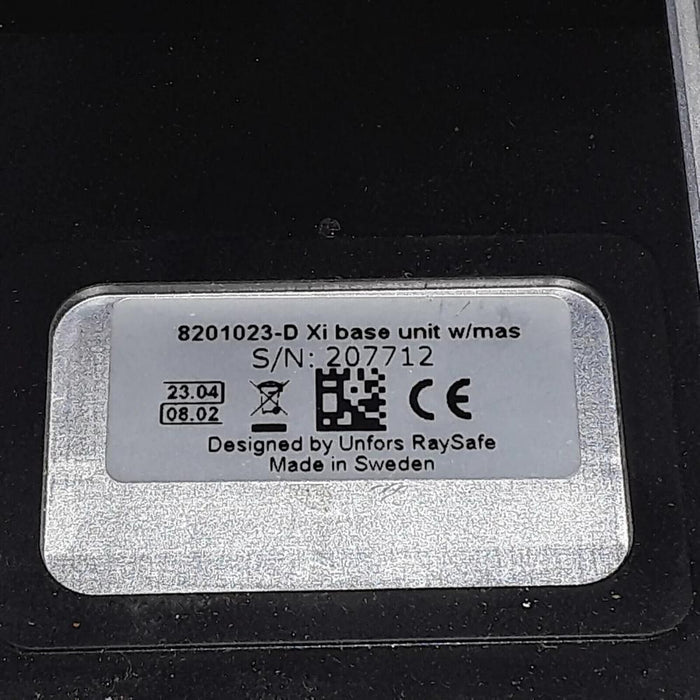 8201023-D Xi base unit w/mas
S/N: 207712
23.04
08.02
CE
Designed by Unfors RaySafe
Made in Sweden